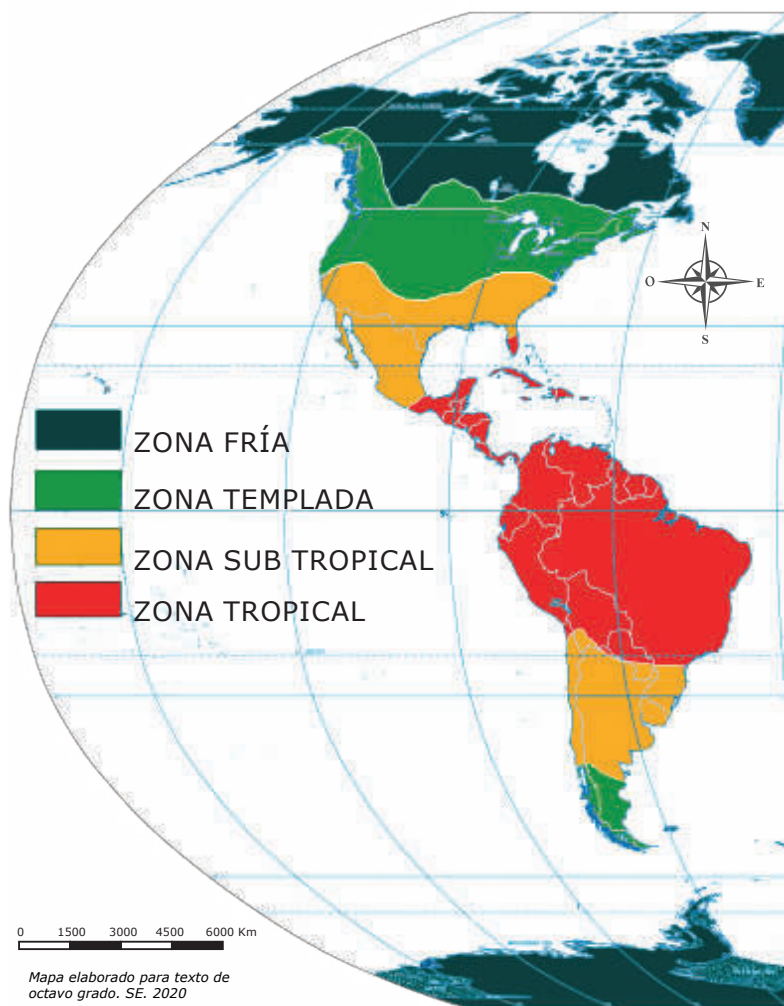 N
O
E
S
ZONA FRÍA
ZONA TEMPLADA
ZONA SUB TROPICAL
ZONA TROPICAL
0 1500 3000 4500 6000 Km
Mapa elaborado para texto de
octavo grado. SE. 2020